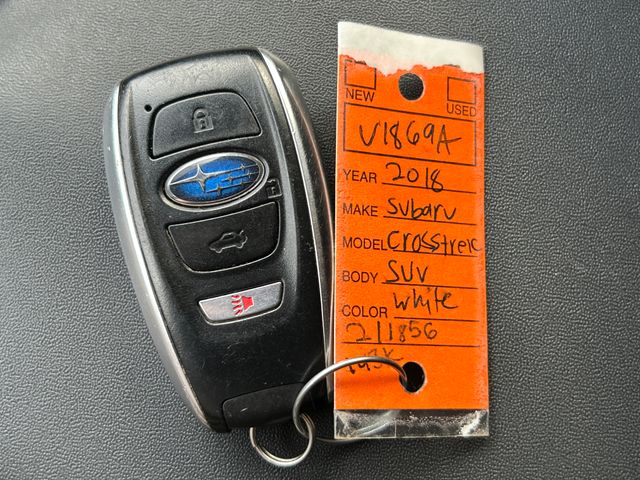 NEW USED
V1869A
YEAR 2018
MAKE Subaru
MODEL Crosstrek
BODY SUV
COLOR White
211856